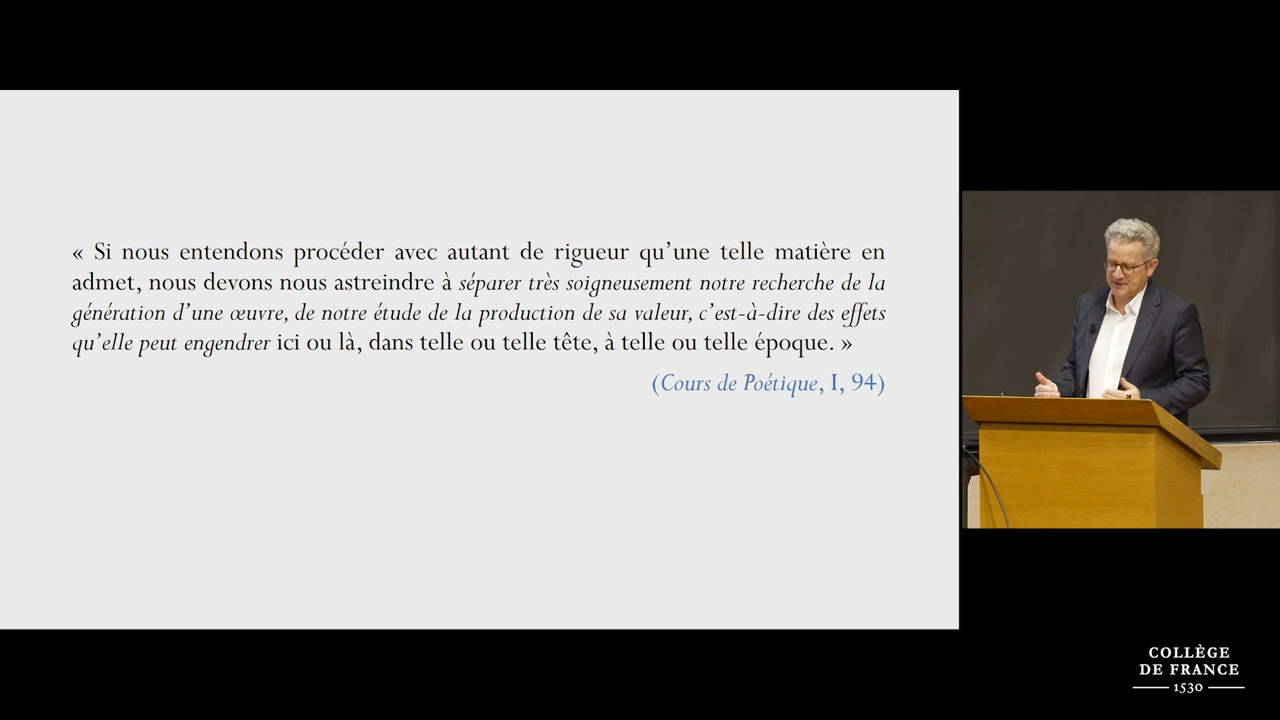 « Si nous entendons procéder avec autant de rigueur qu’une telle matière en
admet, nous devons nous astreindre à séparer très soigneusement notre recherche de la
génération d’une œuvre, de notre étude de la production de sa valeur, c’est-à-dire des effets
qu’elle peut engendrer ici ou là, dans telle ou telle tête, à telle ou telle époque. »
(Cours de Poétique, I, 94)
COLLÈGE
DE FRANCE
1530